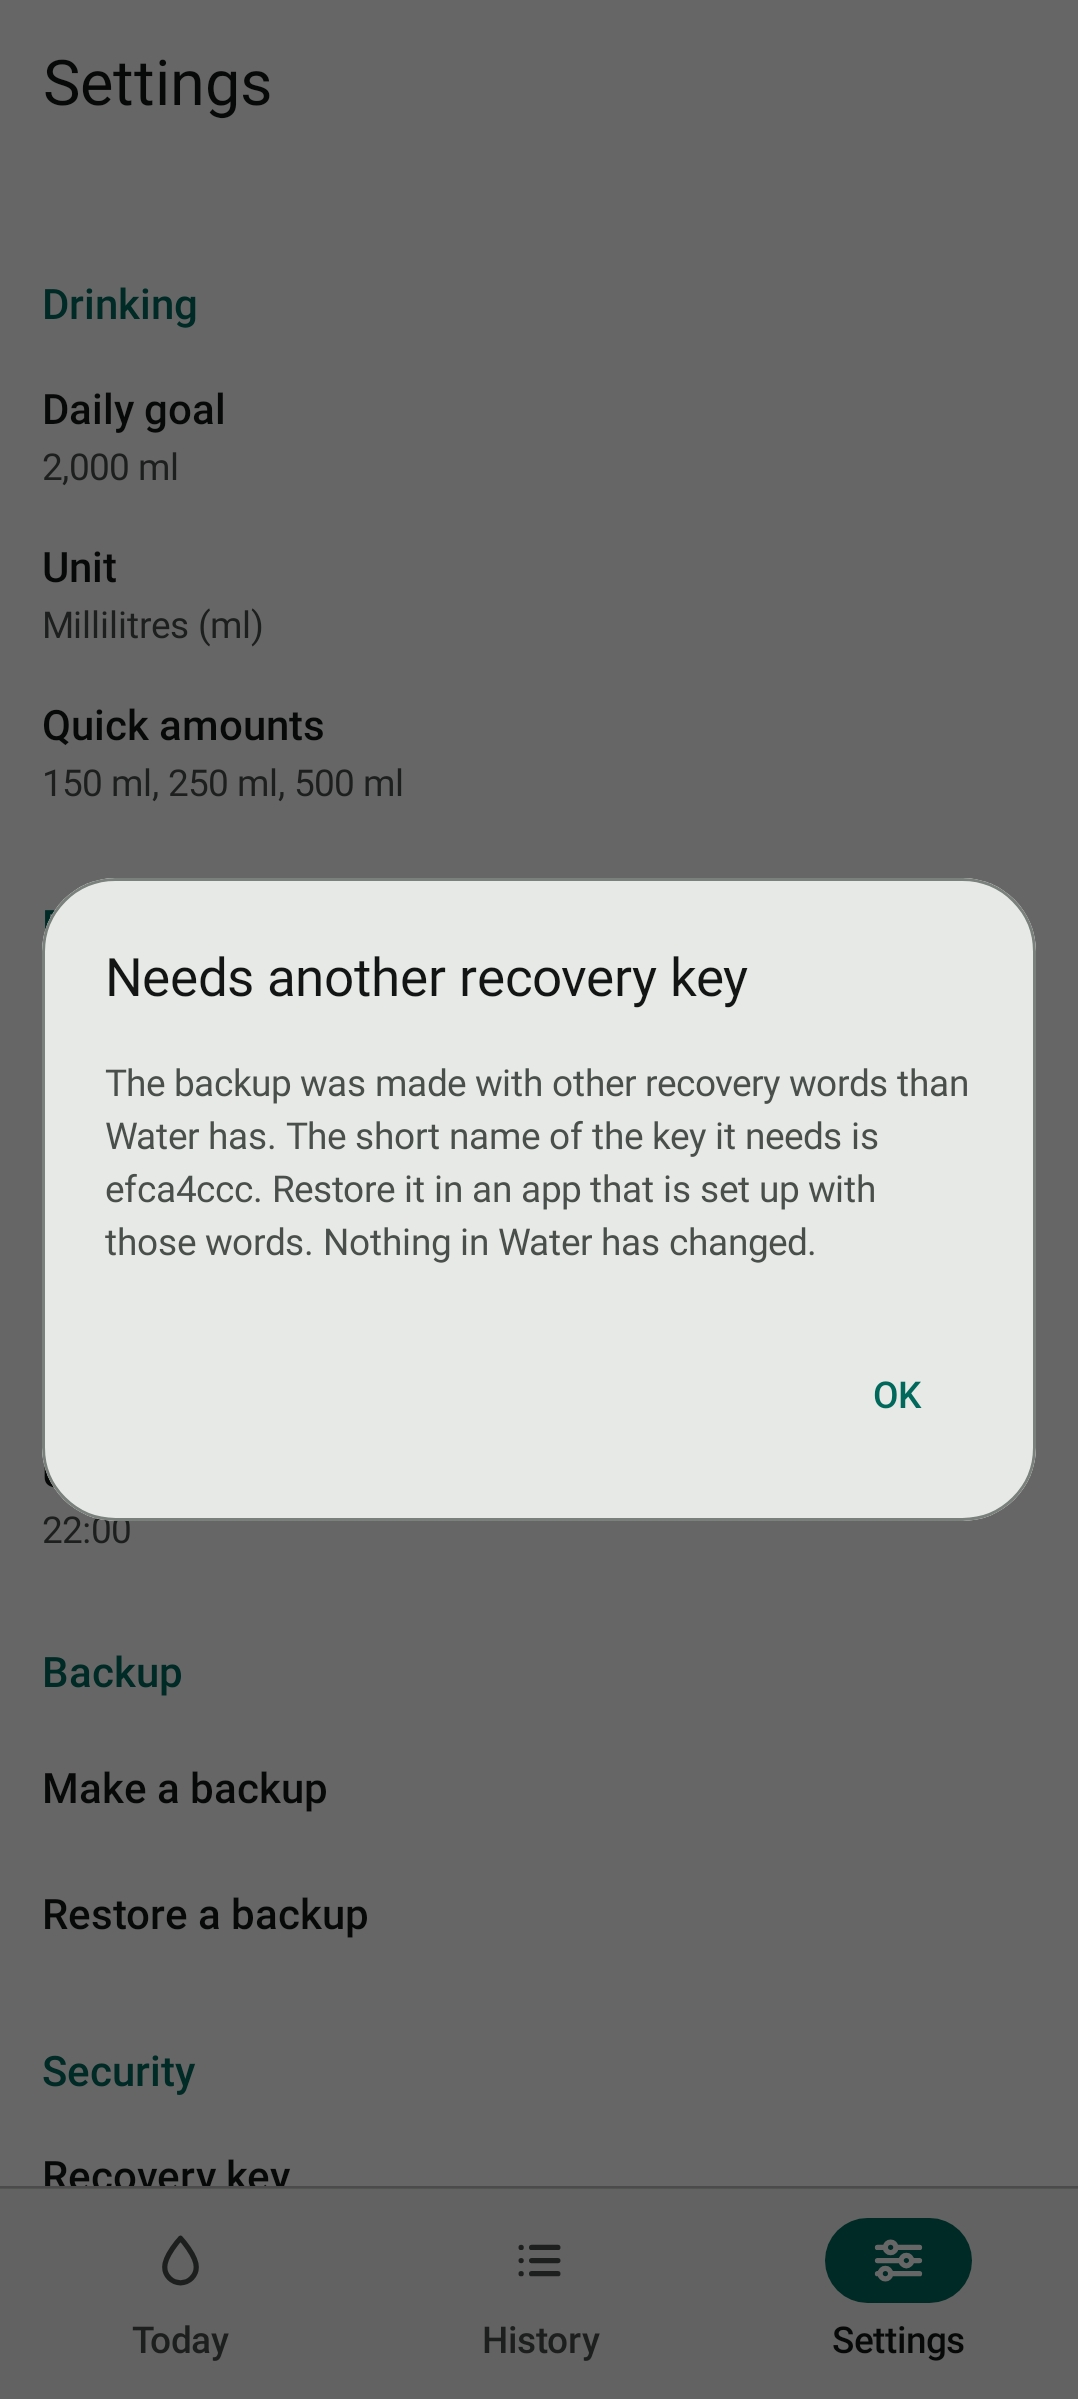 Settings
Drinking
Daily goal
2,000 ml
Unit
Millilitres (ml)
Quick amounts
150 ml, 250 ml, 500 ml
Needs another recovery key
The backup was made with other recovery words than
Water has. The short name of the key it needs is
efca4ccc. Restore it in an app that is set up with
those words. Nothing in Water has changed.
OK
22:00
Backup
Make a backup
Restore a backup
Security
Recovery key
Today
History
Settings